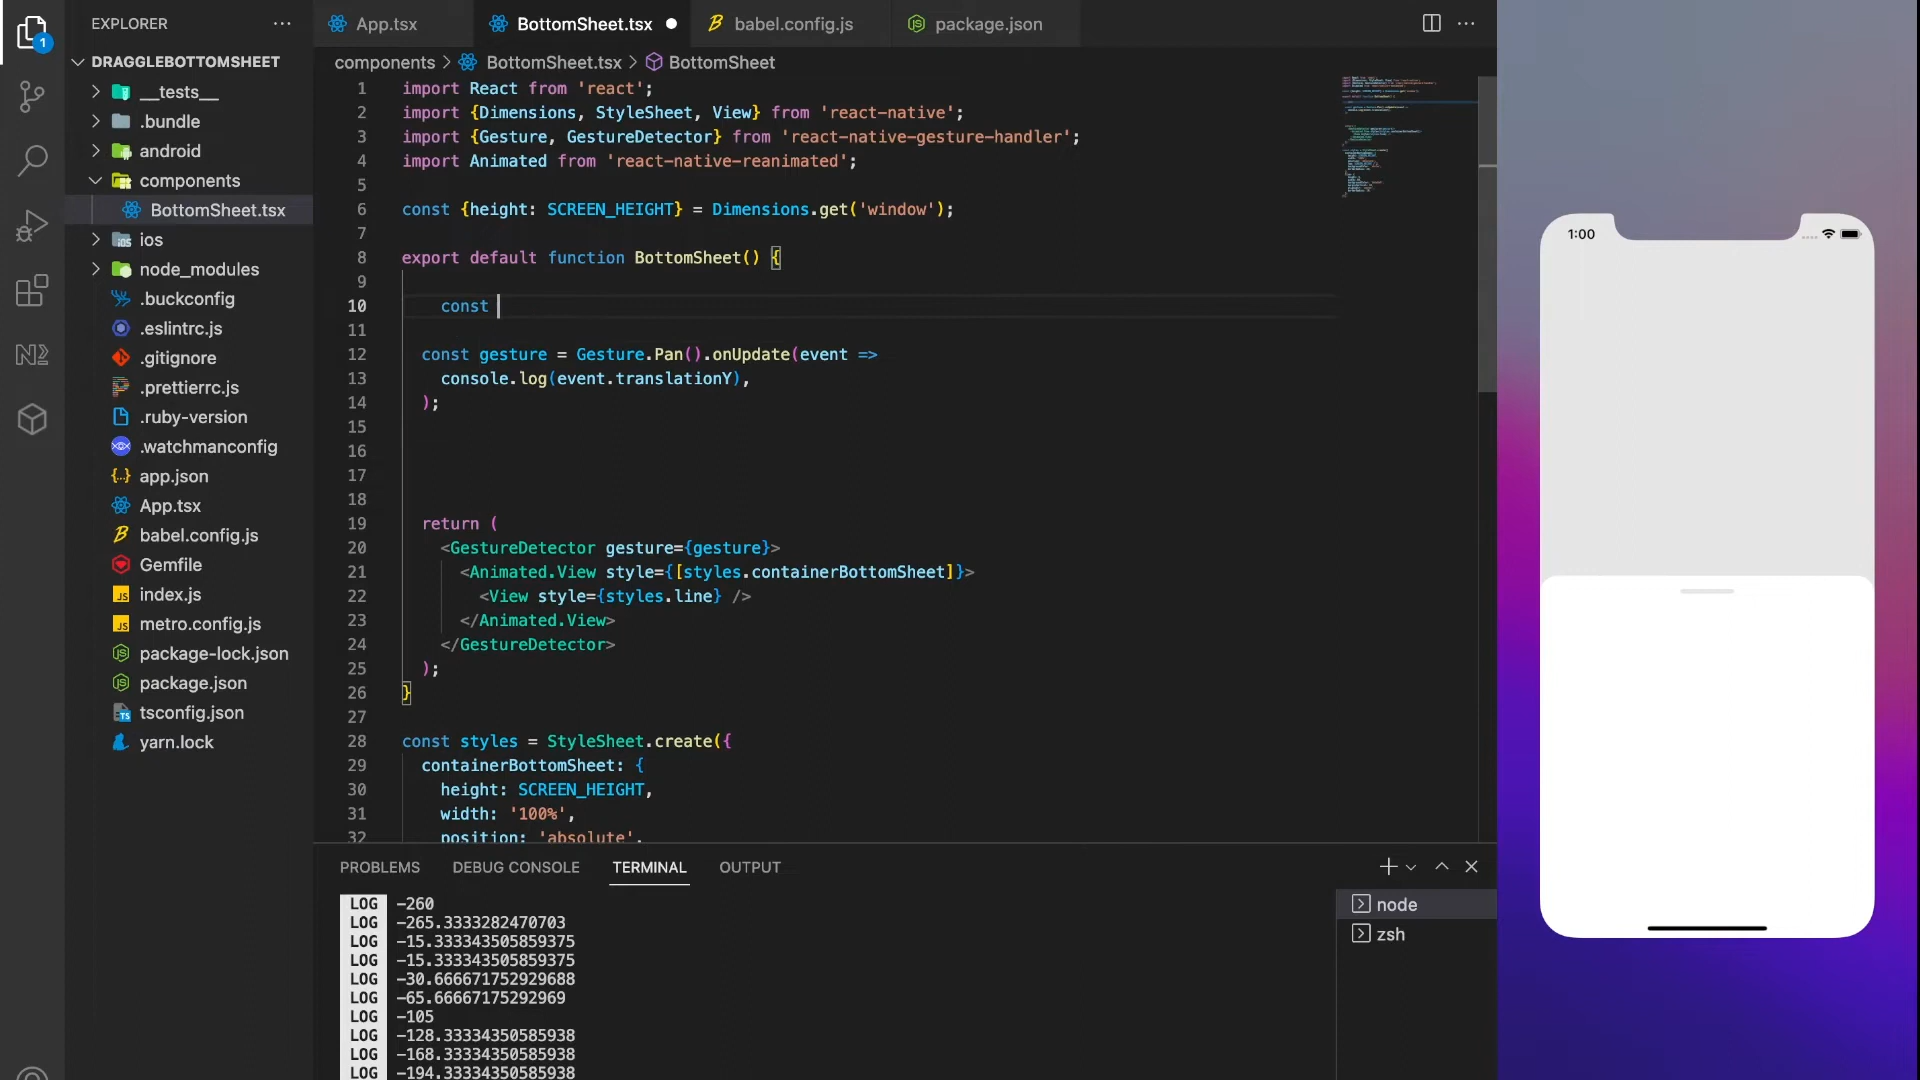 EXPLORER
App.tsx
BottomSheet.tsx
babel.config.js
package.json
1
DRAGGLEBOTTOMSHEET
__tests__
.bundle
android
components
BottomSheet.tsx
ios
node_modules
.buckconfig
.eslintrc.js
.gitignore
.prettierrc.js
.ruby-version
.watchmanconfig
app.json
App.tsx
babel.config.js
Gemfile
index.js
metro.config.js
package-lock.json
package.json
tsconfig.json
yarn.lock
components > BottomSheet.tsx > BottomSheet
1 import React from 'react';
2 import {Dimensions, StyleSheet, View} from 'react-native';
3 import {Gesture, GestureDetector} from 'react-native-gesture-handler';
4 import Animated from 'react-native-reanimated';
5
6 const {height: SCREEN_HEIGHT} = Dimensions.get('window');
7
8 export default function BottomSheet() {
9
10 const
11
12 const gesture = Gesture.Pan().onUpdate(event =>
13 console.log(event.translationY),
14 );
15
16
17
18
19 return (
20 <GestureDetector gesture={gesture}>
21 <Animated.View style={[styles.containerBottomSheet]}>
22 <View style={styles.line} />
23 </Animated.View>
24 </GestureDetector>
25 );
26 }
27
28 const styles = StyleSheet.create({
29 containerBottomSheet: {
30 height: SCREEN_HEIGHT,
31 width: '100%',
32 position: 'absolute',
PROBLEMS DEBUG CONSOLE TERMINAL OUTPUT
LOG -260
LOG -265.3333282470703
LOG -15.333343505859375
LOG -15.333343505859375
LOG -30.666671752929688
LOG -65.66667175292969
LOG -105
LOG -128.33334350585938
LOG -168.33334350585938
LOG -194.33334350585938
node
zsh
1:00